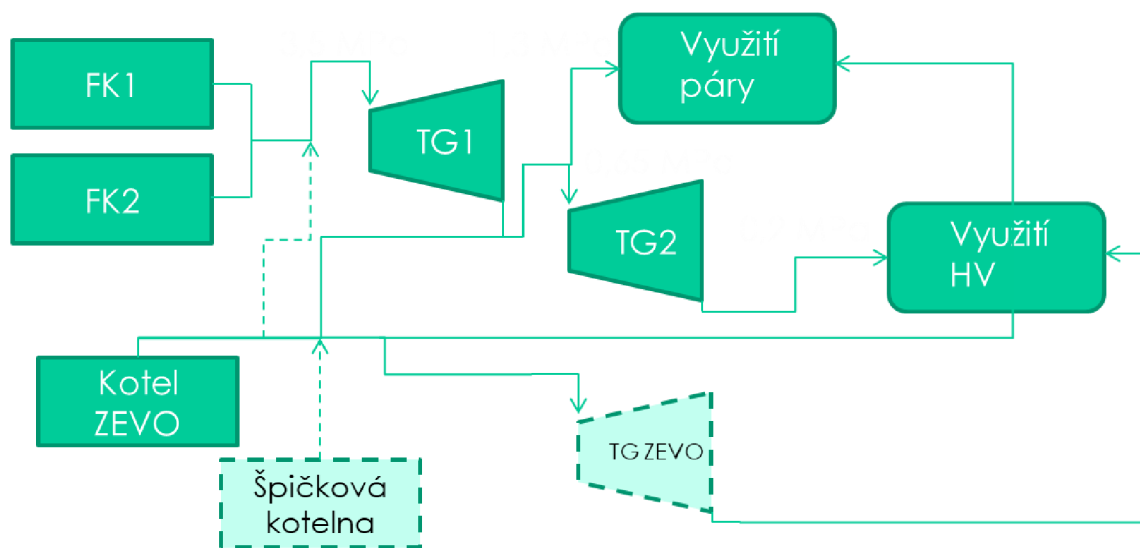 FK1
FK2
TG1
Využití
páry
TG2
Využití
HV
Kotel
ZEVO
Špičková
kotelna
TG ZEVO